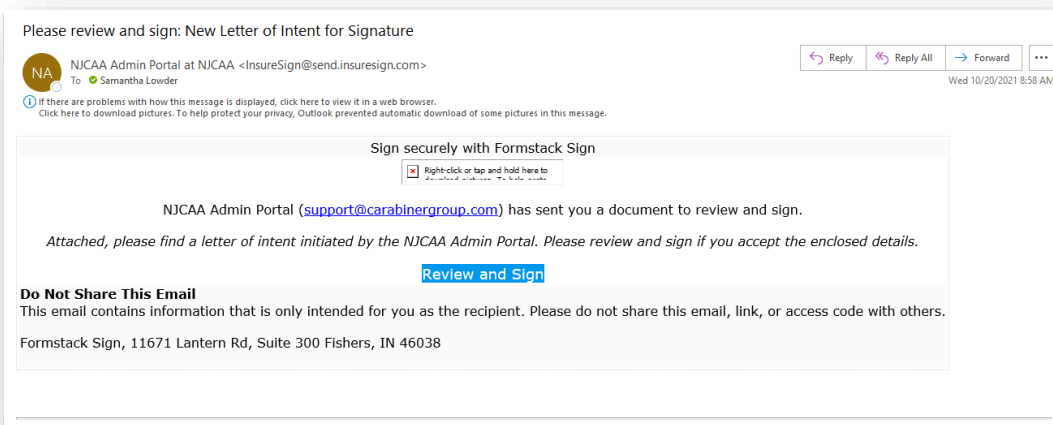 Please review and sign: New Letter of Intent for Signature
NA
NJCAA Admin Portal at NJCAA <InsureSign@send.insuresign.com>
To Samantha Lowder
Reply
Reply All
Forward
Wed 10/20/2021 8:58 AM
If there are problems with how this message is displayed, click here to view it in a web browser.
Click here to download pictures. To help protect your privacy, Outlook prevented automatic download of some pictures in this message.
Sign securely with Formstack Sign
Right-click or tap and hold here to
NJCAA Admin Portal (support@carabinergroup.com) has sent you a document to review and sign.
Attached, please find a letter of intent initiated by the NJCAA Admin Portal. Please review and sign if you accept the enclosed details.
Review and Sign
Do Not Share This Email
This email contains information that is only intended for you as the recipient. Please do not share this email, link, or access code with others.
Formstack Sign, 11671 Lantern Rd, Suite 300 Fishers, IN 46038